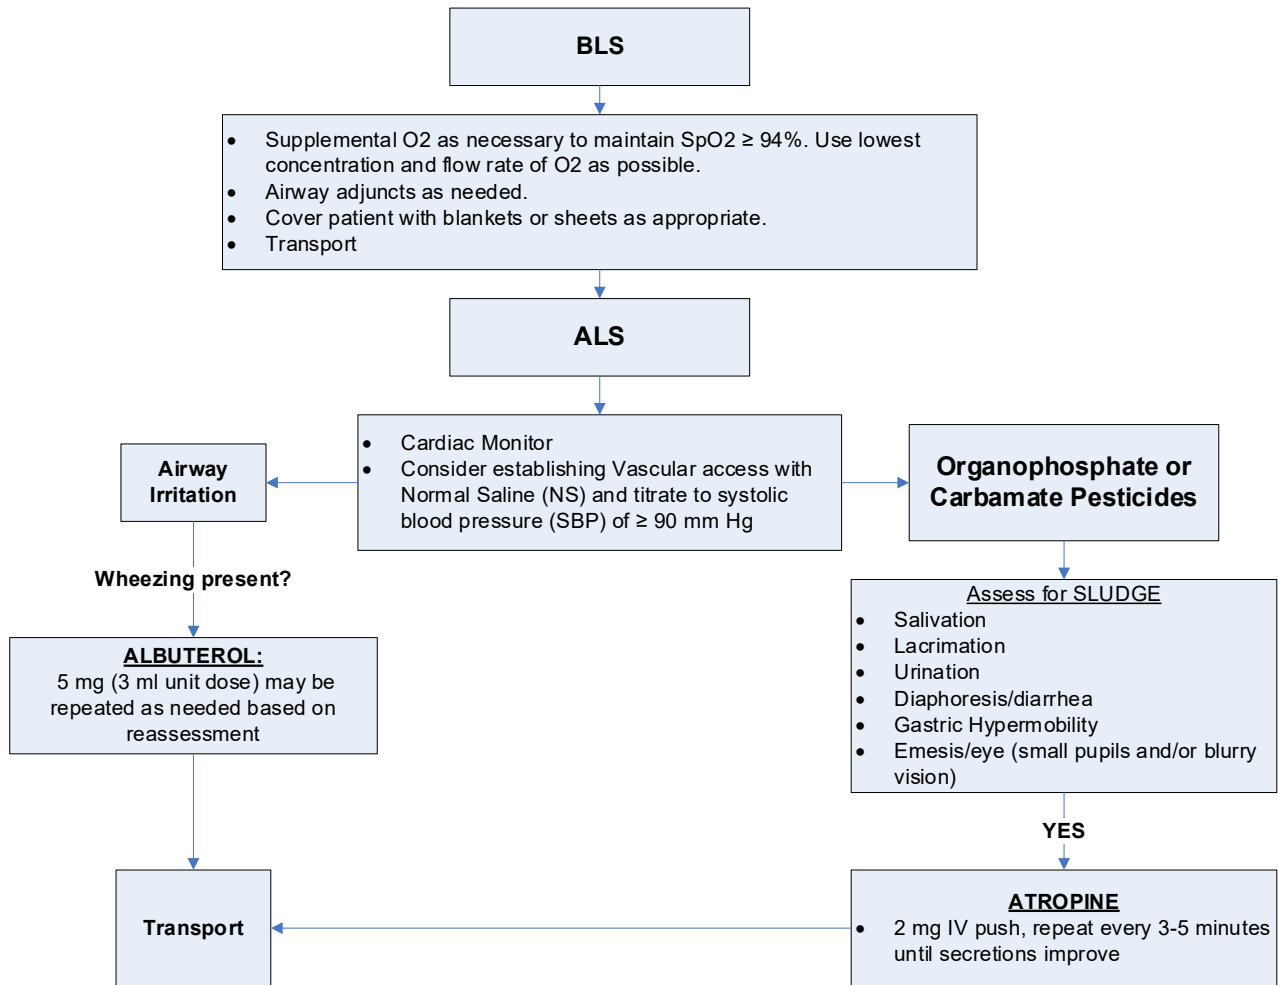 BLS
• Supplemental O2 as necessary to maintain SpO2 ≥ 94%. Use lowest
concentration and flow rate of O2 as possible.
• Airway adjuncts as needed.
• Cover patient with blankets or sheets as appropriate.
• Transport
ALS
• Cardiac Monitor
• Consider establishing Vascular access with
Normal Saline (NS) and titrate to systolic
blood pressure (SBP) of ≥ 90 mm Hg
Airway
Irritation
Wheezing present?
ALBUTEROL:
5 mg (3 ml unit dose) may be
repeated as needed based on
reassessment
Organophosphate or
Carbamate Pesticides
Assess for SLUDGE
• Salivation
• Lacrimation
• Urination
• Diaphoresis/diarrhea
• Gastric Hypermobility
• Emesis/eye (small pupils and/or blurry
vision)
YES
ATROPINE
• 2 mg IV push, repeat every 3-5 minutes
until secretions improve
Transport